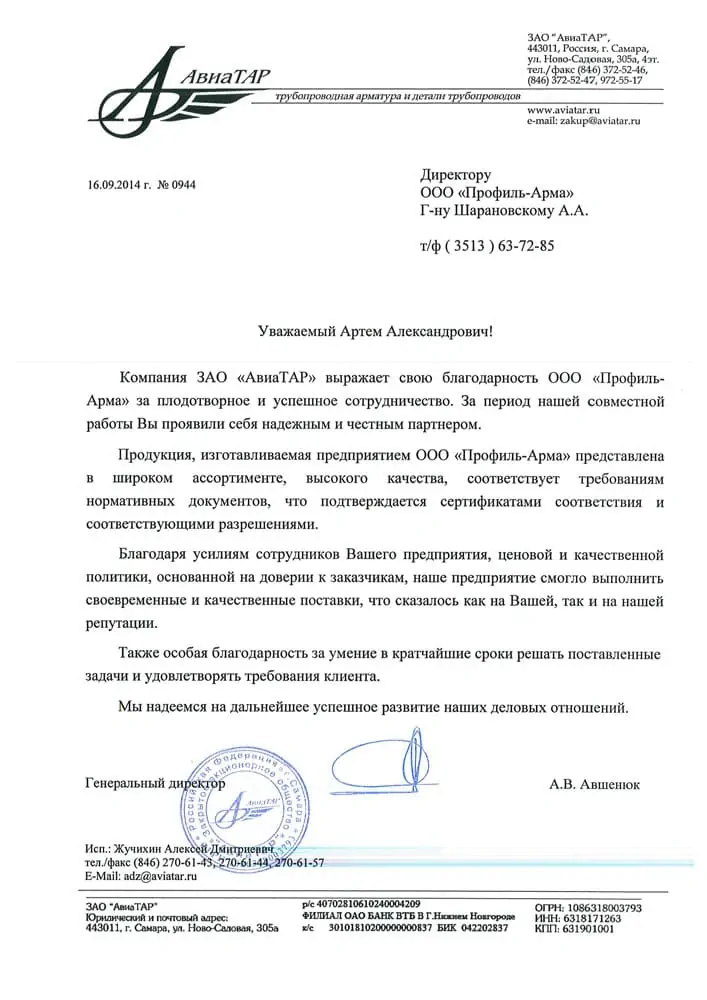 АвиаТАР
трубопроводная арматура и детали трубопроводов
ЗАО "АвиаТАР",
443011, Россия, г. Самара,
ул. Ново-Садовая, 305а, 4эт.
тел./факс (846) 372-52-46,
(846) 372-52-47, 972-55-17
www.aviatar.ru
e-mail: zakup@aviatar.ru
16.09.2014 г. № 0944
Директору
ООО «Профиль-Арма»
Г-ну Шарановскому А.А.
т/ф ( 3513 ) 63-72-85
Уважаемый Артем Александрович!
Компания ЗАО «АвиаТАР» выражает свою благодарность ООО «Профиль-
Арма» за плодотворное и успешное сотрудничество. За период нашей совместной
работы Вы проявили себя надежным и честным партнером.
Продукция, изготавливаемая предприятием ООО «Профиль-Арма» представлена
в широком ассортименте, высокого качества, соответствует требованиям
нормативных документов, что подтверждается сертификатами соответствия и
соответствующими разрешениями.
Благодаря усилиям сотрудников Вашего предприятия, ценовой и качественной
политики, основанной на доверии к заказчикам, наше предприятие смогло выполнить
своевременные и качественные поставки, что сказалось как на Вашей, так и на нашей
репутации.
Также особая благодарность за умение в кратчайшие сроки решать поставленные
задачи и удовлетворять требования клиента.
Мы надеемся на дальнейшее успешное развитие наших деловых отношений.
Генеральный директор
А.В. Авшенюк
Российская Федерация г. Самара
Закрытое акционерное общество
АвиаТАР
Исп.: Жучихин Алексей Дмитриевич
тел./факс (846) 270-61-43, 270-61-44, 270-61-57
E-Mail: adz@aviatar.ru
ЗАО "АвиаТАР"
Юридический и почтовый адрес:
443011, г. Самара, ул. Ново-Садовая, 305а
р/с 40702810610240004209
ФИЛИАЛ ОАО БАНК ВТБ В Г.Нижнем Новгороде
к/с 30101810200000000837 БИК 042202837
ОГРН: 1086318003793
ИНН: 6318171263
КПП: 631901001